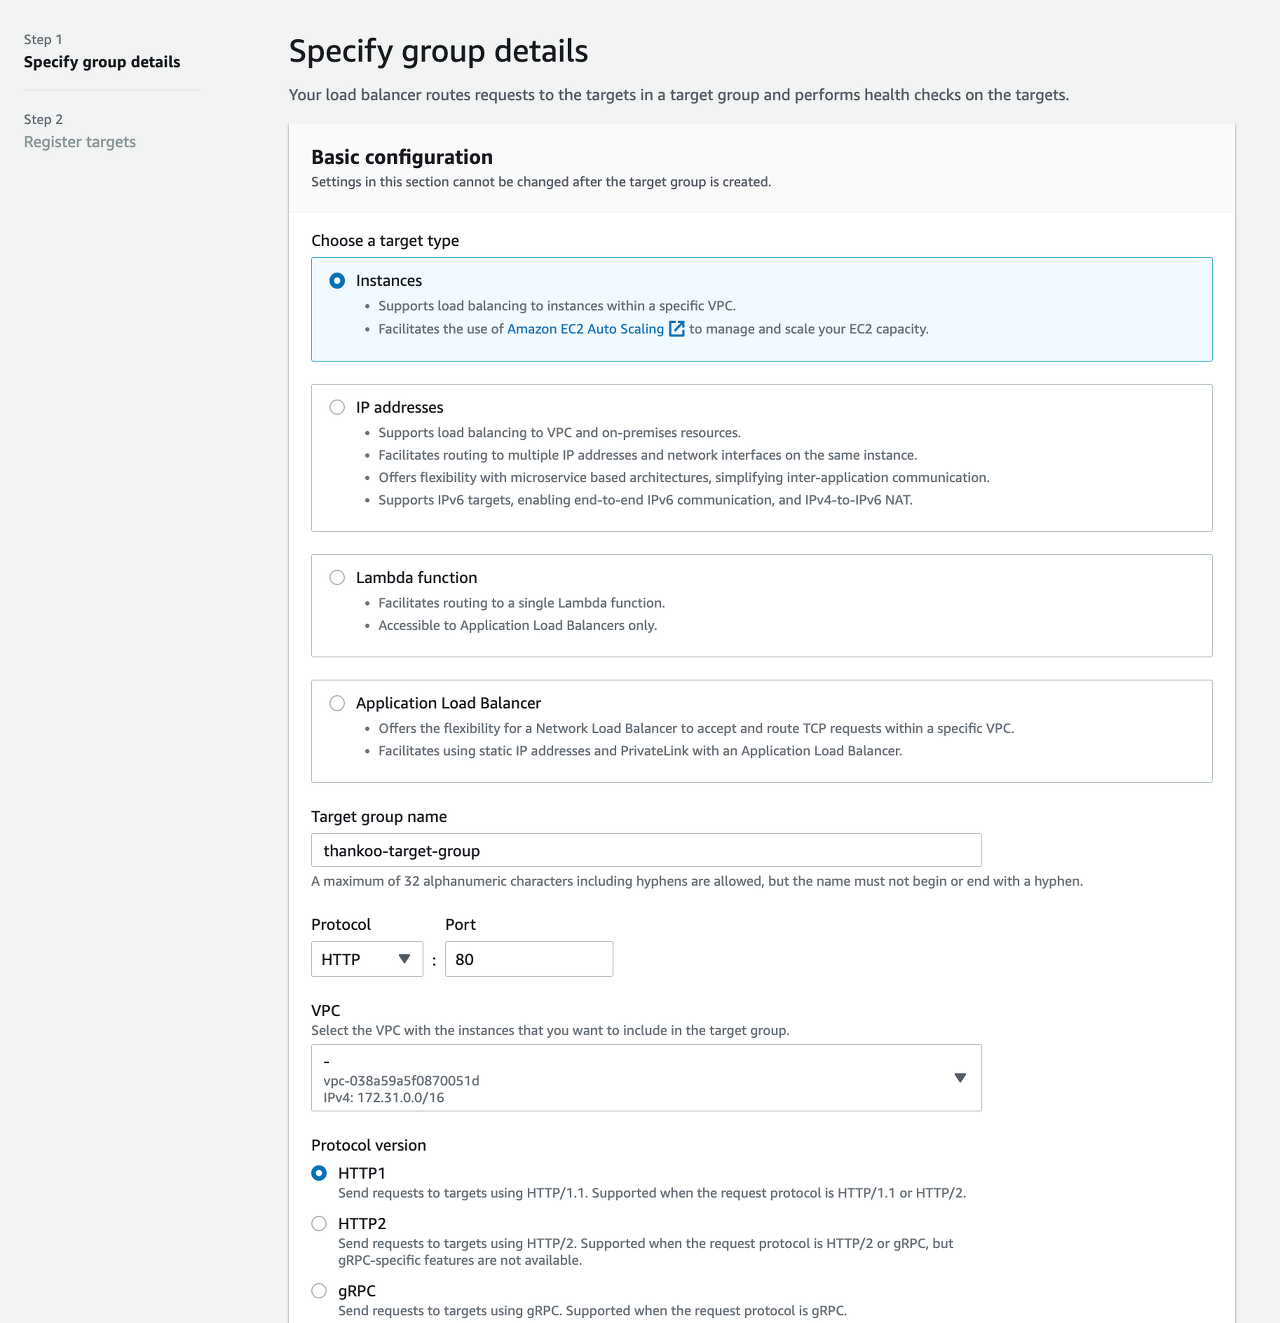 Step 1
Specify group details
Step 2
Register targets
Specify group details
Your load balancer routes requests to the targets in a target group and performs health checks on the targets.
Basic configuration
Settings in this section cannot be changed after the target group is created.
Choose a target type
Instances
• Supports load balancing to instances within a specific VPC.
• Facilitates the use of Amazon EC2 Auto Scaling to manage and scale your EC2 capacity.
IP addresses
• Supports load balancing to VPC and on-premises resources.
• Facilitates routing to multiple IP addresses and network interfaces on the same instance.
• Offers flexibility with microservice based architectures, simplifying inter-application communication.
• Supports IPv6 targets, enabling end-to-end IPv6 communication, and IPv4-to-IPv6 NAT.
Lambda function
• Facilitates routing to a single Lambda function.
• Accessible to Application Load Balancers only.
Application Load Balancer
• Offers the flexibility for a Network Load Balancer to accept and route TCP requests within a specific VPC.
• Facilitates using static IP addresses and PrivateLink with an Application Load Balancer.
Target group name
thankoo-target-group
A maximum of 32 alphanumeric characters including hyphens are allowed, but the name must not begin or end with a hyphen.
Protocol Port
HTTP : 80
VPC
Select the VPC with the instances that you want to include in the target group.
-
vpc-038a59a5f0870051d
IPv4: 172.31.0.0/16
Protocol version
HTTP1
Send requests to targets using HTTP/1.1. Supported when the request protocol is HTTP/1.1 or HTTP/2.
HTTP2
Send requests to targets using HTTP/2. Supported when the request protocol is HTTP/2 or gRPC, but
gRPC-specific features are not available.
gRPC
Send requests to targets using gRPC. Supported when the request protocol is gRPC.